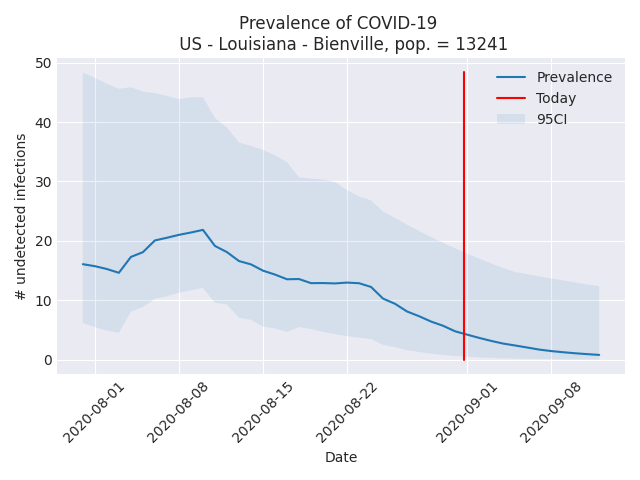 Prevalence of COVID-19
US - Louisiana - Bienville, pop. = 13241
# undetected infections
50
40
30
20
10
0
Prevalence
Today
95CI
2020-08-01
2020-08-08
2020-08-15
2020-08-22
2020-09-01
2020-09-08
Date